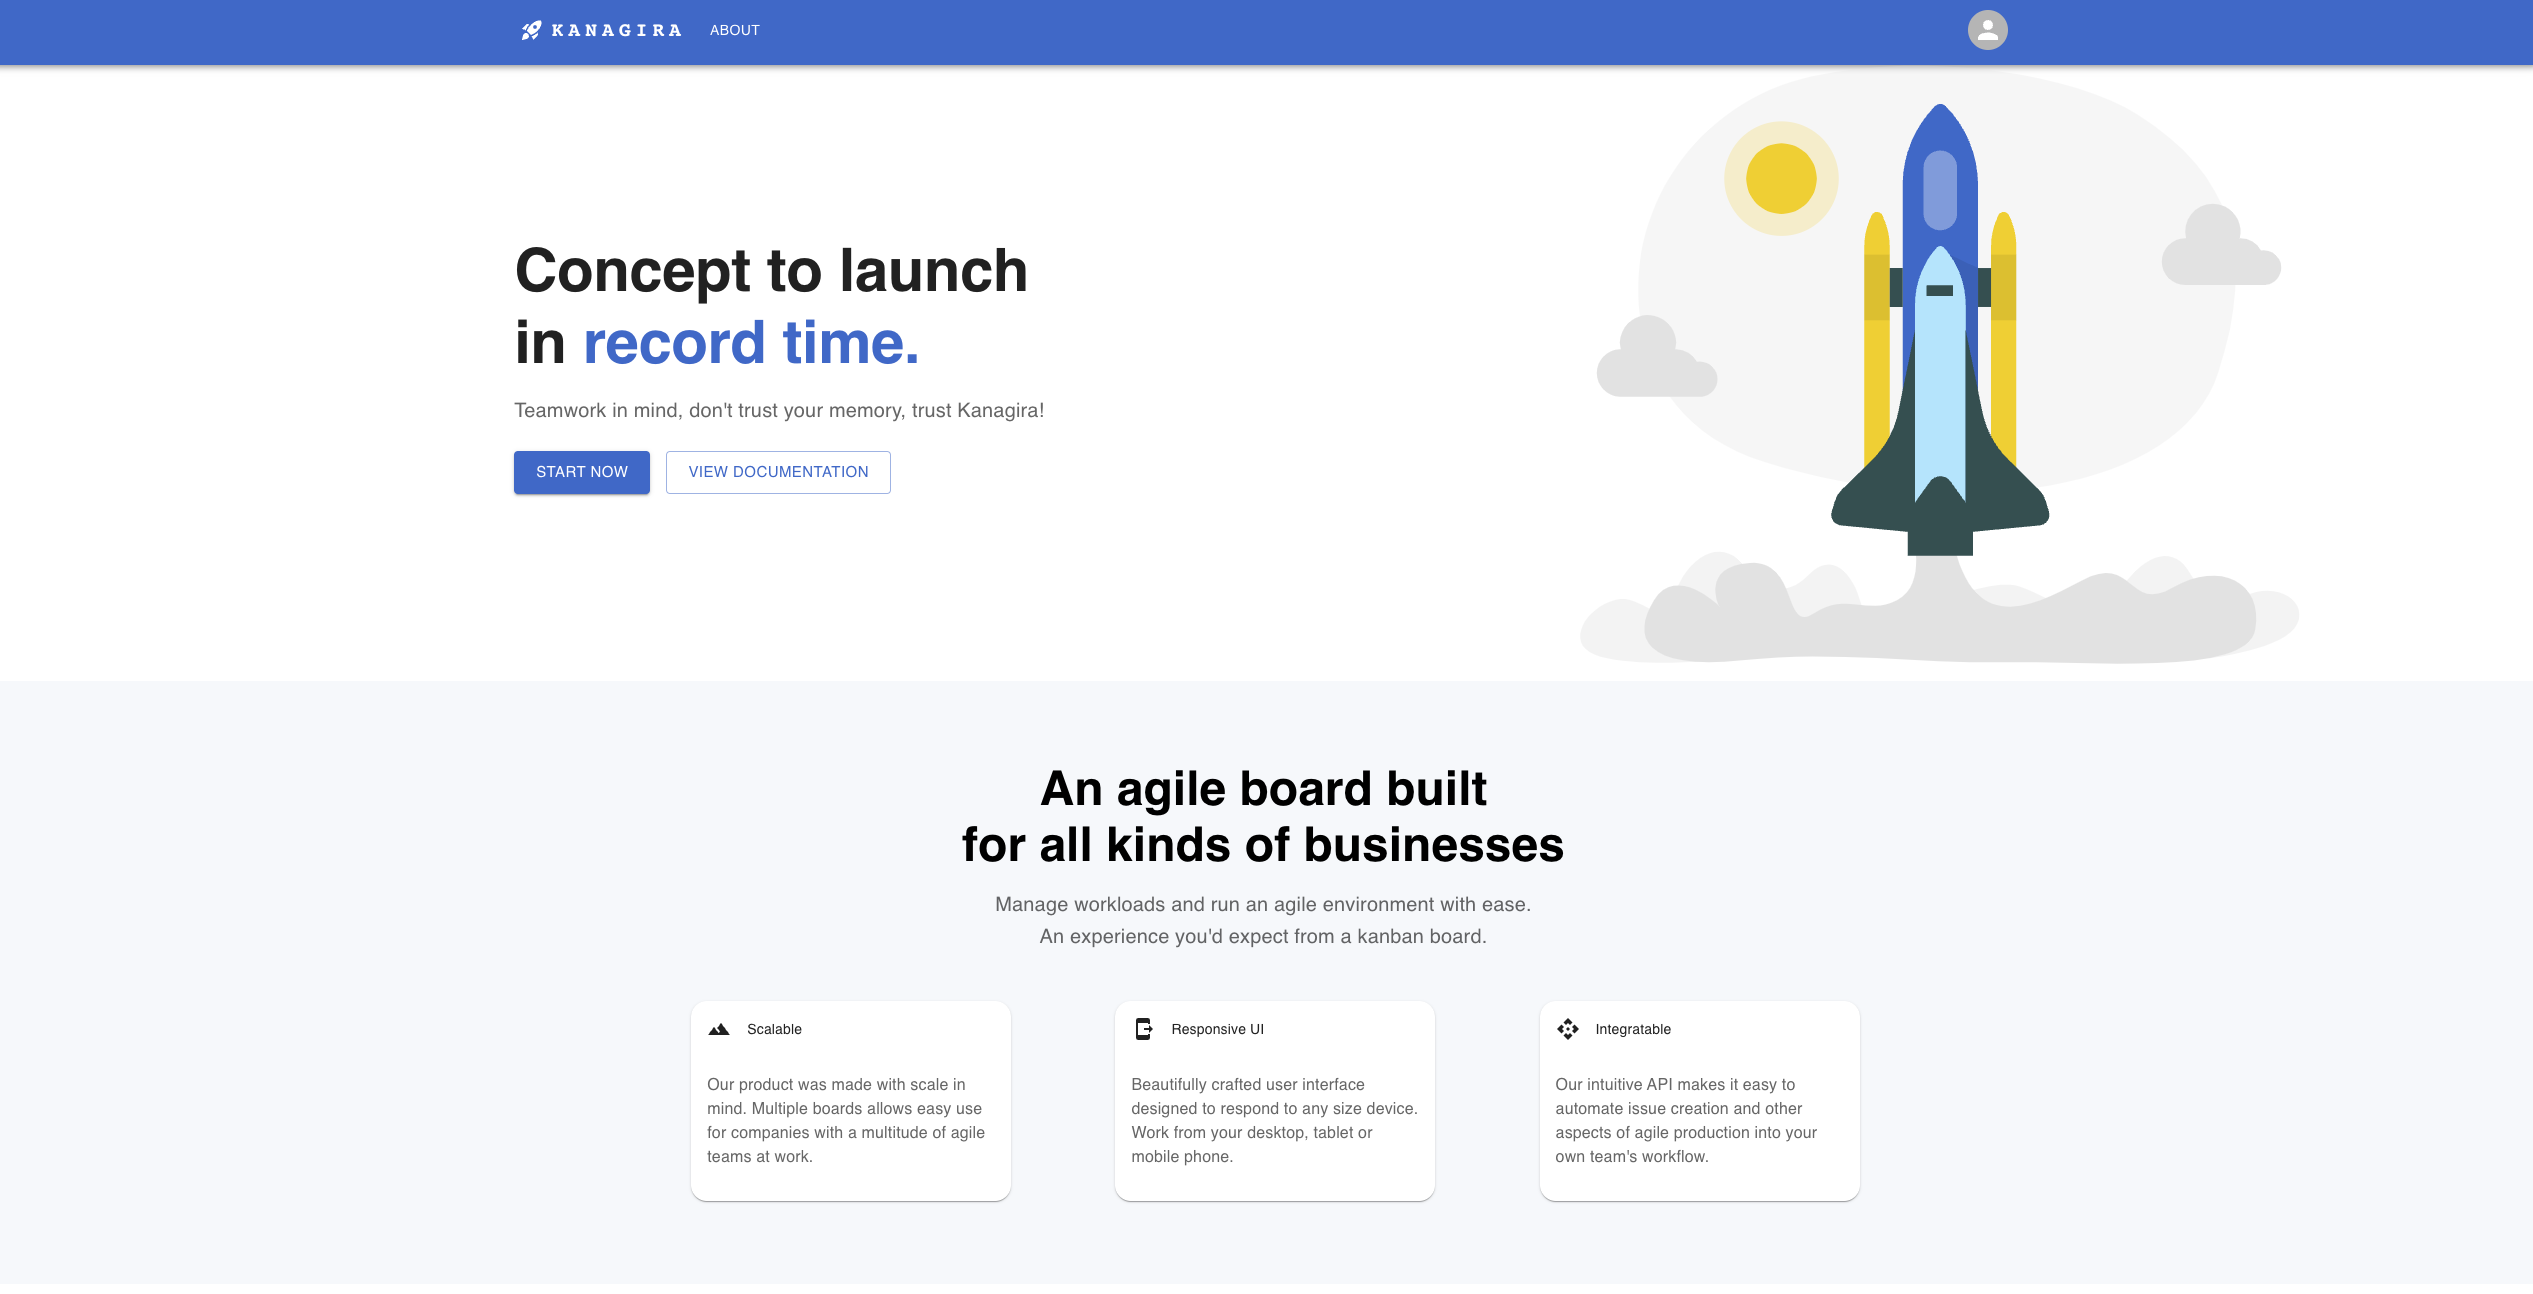 KANAGIRA
ABOUT
Concept to launch
in record time.
Teamwork in mind, don't trust your memory, trust Kanagira!
START NOW
VIEW DOCUMENTATION
An agile board built
for all kinds of businesses
Manage workloads and run an agile environment with ease.
An experience you'd expect from a kanban board.
Scalable
Our product was made with scale in
mind. Multiple boards allows easy use
for companies with a multitude of agile
teams at work.
Responsive UI
Beautifully crafted user interface
designed to respond to any size device.
Work from your desktop, tablet or
mobile phone.
Integratable
Our intuitive API makes it easy to
automate issue creation and other
aspects of agile production into your
own team's workflow.